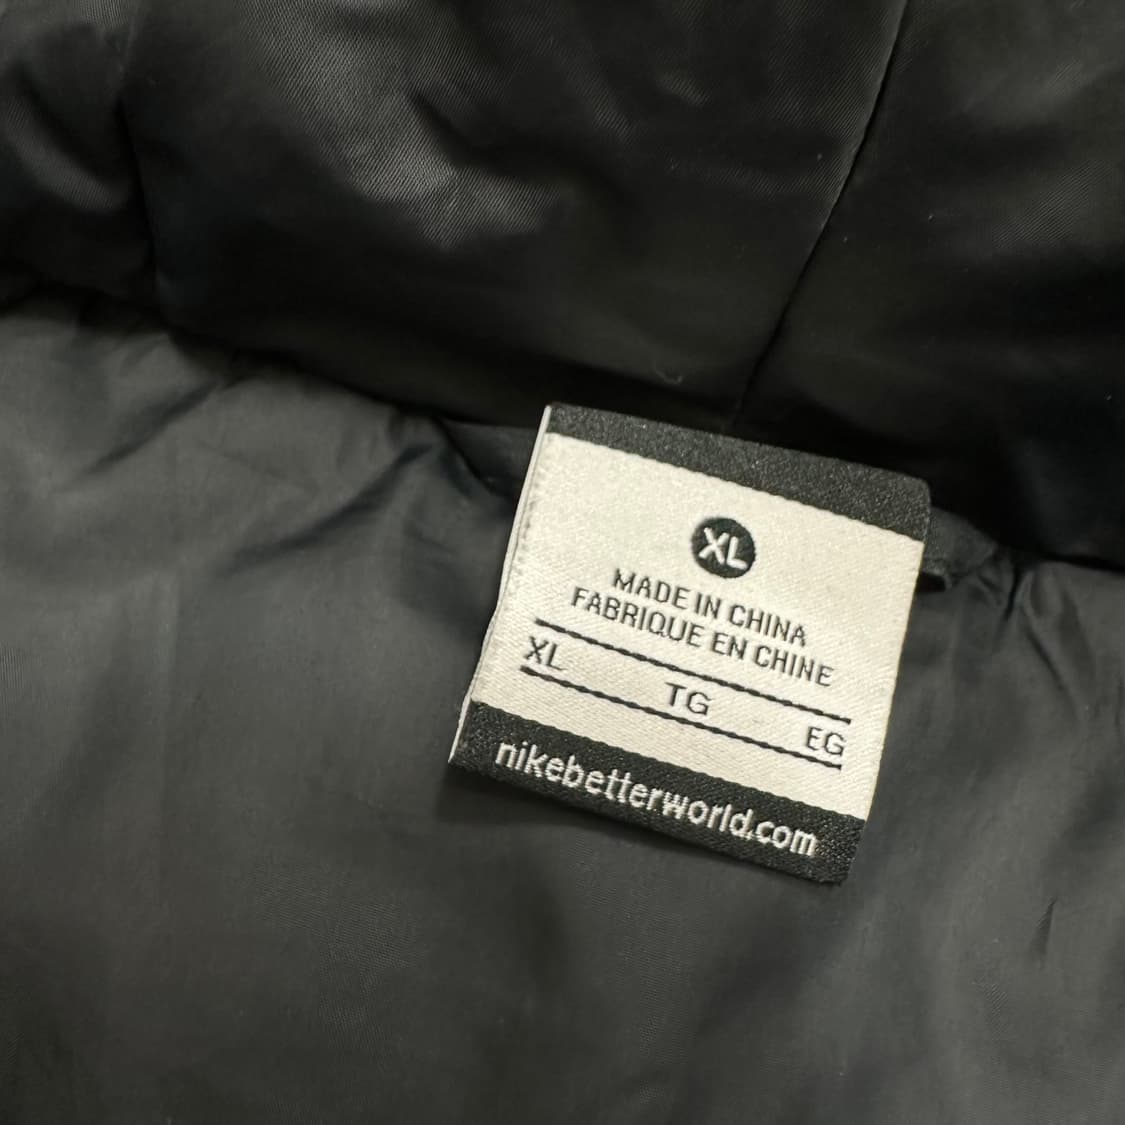 XL
MADE IN CHINA
FABRIQUE EN CHINE
XL TG EG
nikebetterworld.com